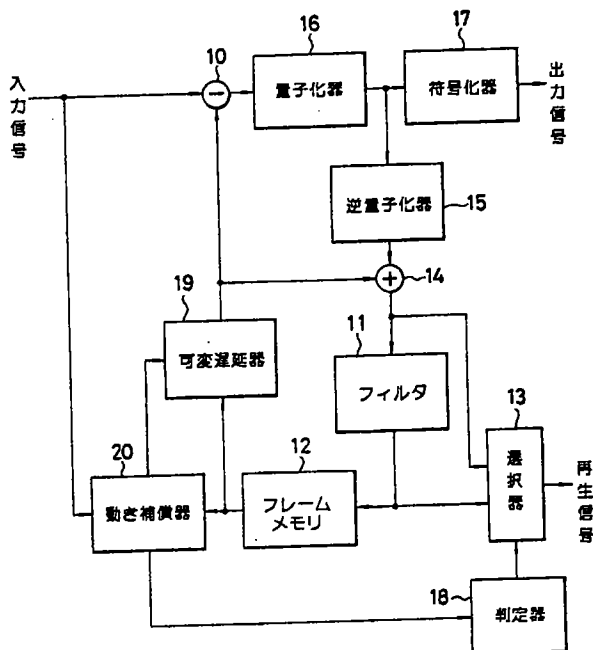 16
17
10
入力信号
量子化器
符号化器
出力信号
逆量子化器
15
14
19
11
可変遅延器
フィルタ
13
20
12
選択器
再生信号
動き補償器
フレーム
メモリ
18
判定器